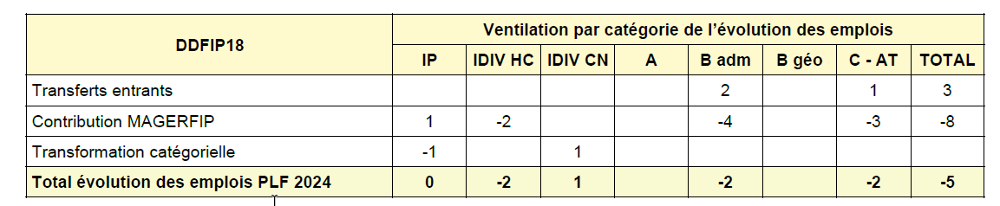 DDFIP18 Ventilation par catégorie de l'évolution des emplois
IP IDIV HC IDIV CN A B adm B géo C - AT TOTAL
Transferts entrants 2 1 3
Contribution MAGERFIP 1 -2 -4 -3 -8
Transformation catégorielle -1 1
Total évolution des emplois PLF 2024 0 -2 1 -2 -2 -5